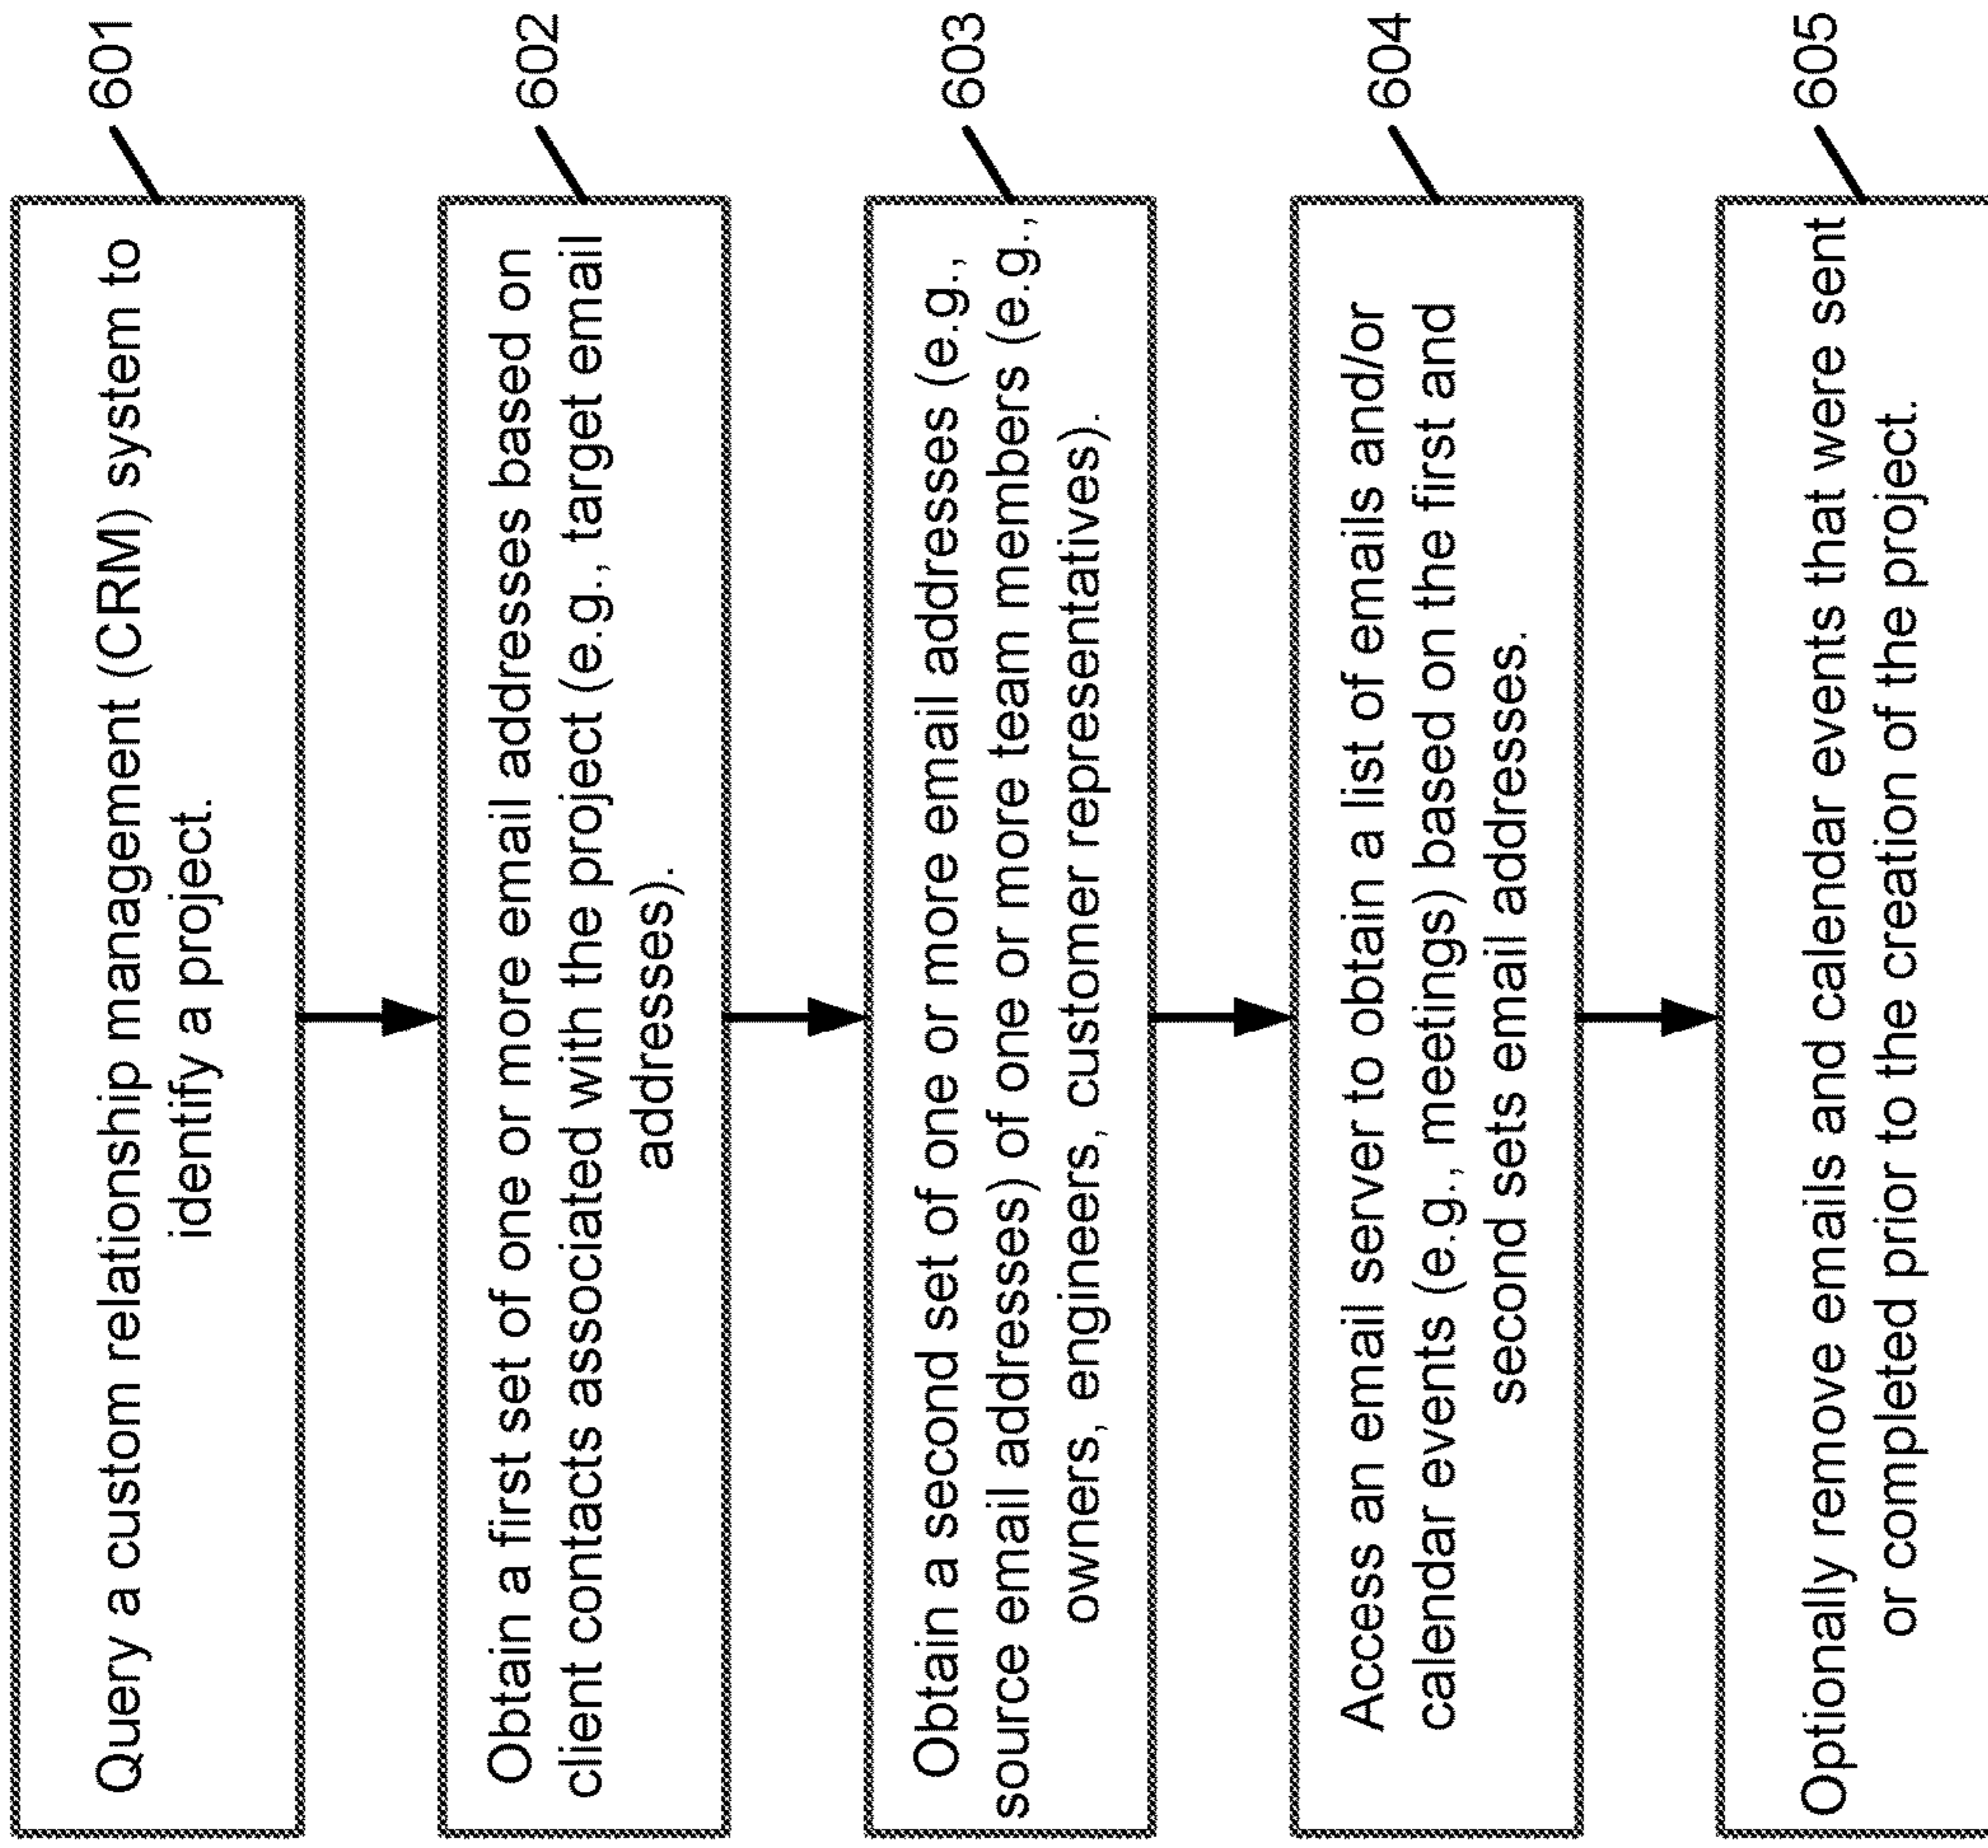 Query a custom relationship management (CRM) system to
identify a project.
601
Obtain a first set of one or more email addresses based on
client contacts associated with the project (e.g., target email
addresses).
602
Obtain a second set of one or more email addresses (e.g.,
source email addresses) of one or more team members (e.g.,
owners, engineers, customer representatives).
603
Access an email server to obtain a list of emails and/or
calendar events (e.g., meetings) based on the first and
second sets email addresses.
604
Optionally remove emails and calendar events that were sent
or completed prior to the creation of the project.
605